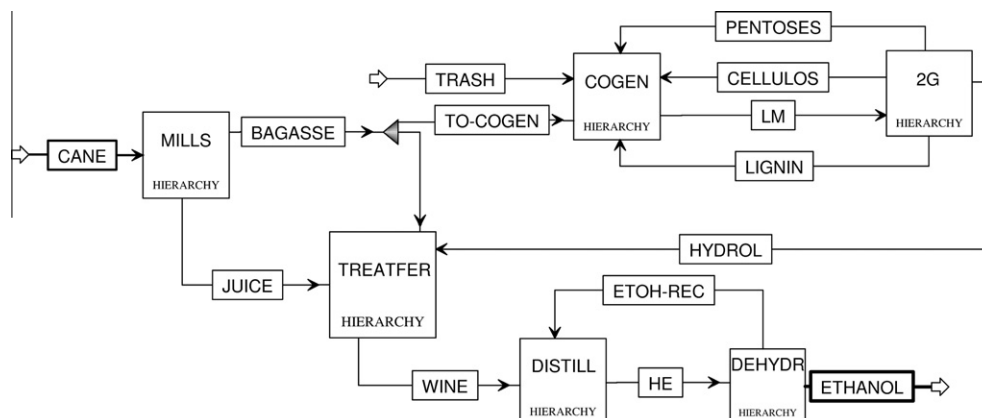 PENTOSES
TRASH
COGEN
HIERARCHY
CELLULOS
2G
HIERARCHY
TO-COGEN
LM
LIGNIN
CANE
MILLS
HIERARCHY
BAGASSE
HYDROL
JUICE
TREATFER
HIERARCHY
ETOH-REC
WINE
DISTILL
HIERARCHY
HE
DEHYDR
HIERARCHY
ETHANOL